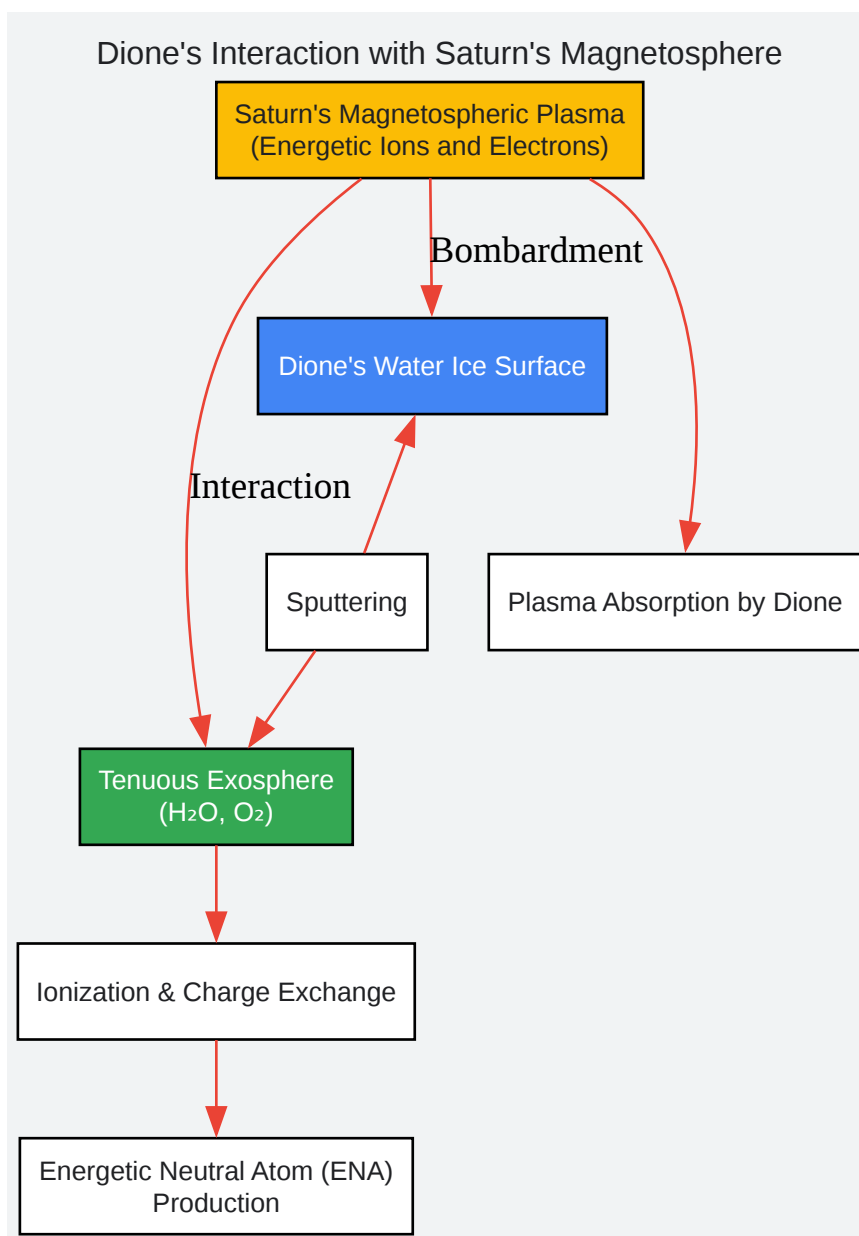 Dione's Interaction with Saturn's Magnetosphere
Saturn's Magnetospheric Plasma
(Energetic Ions and Electrons)
Bombardment
Dione's Water Ice Surface
Interaction
Sputtering
Plasma Absorption by Dione
Tenuous Exosphere
(H₂O, O₂)
Ionization & Charge Exchange
Energetic Neutral Atom (ENA)
Production